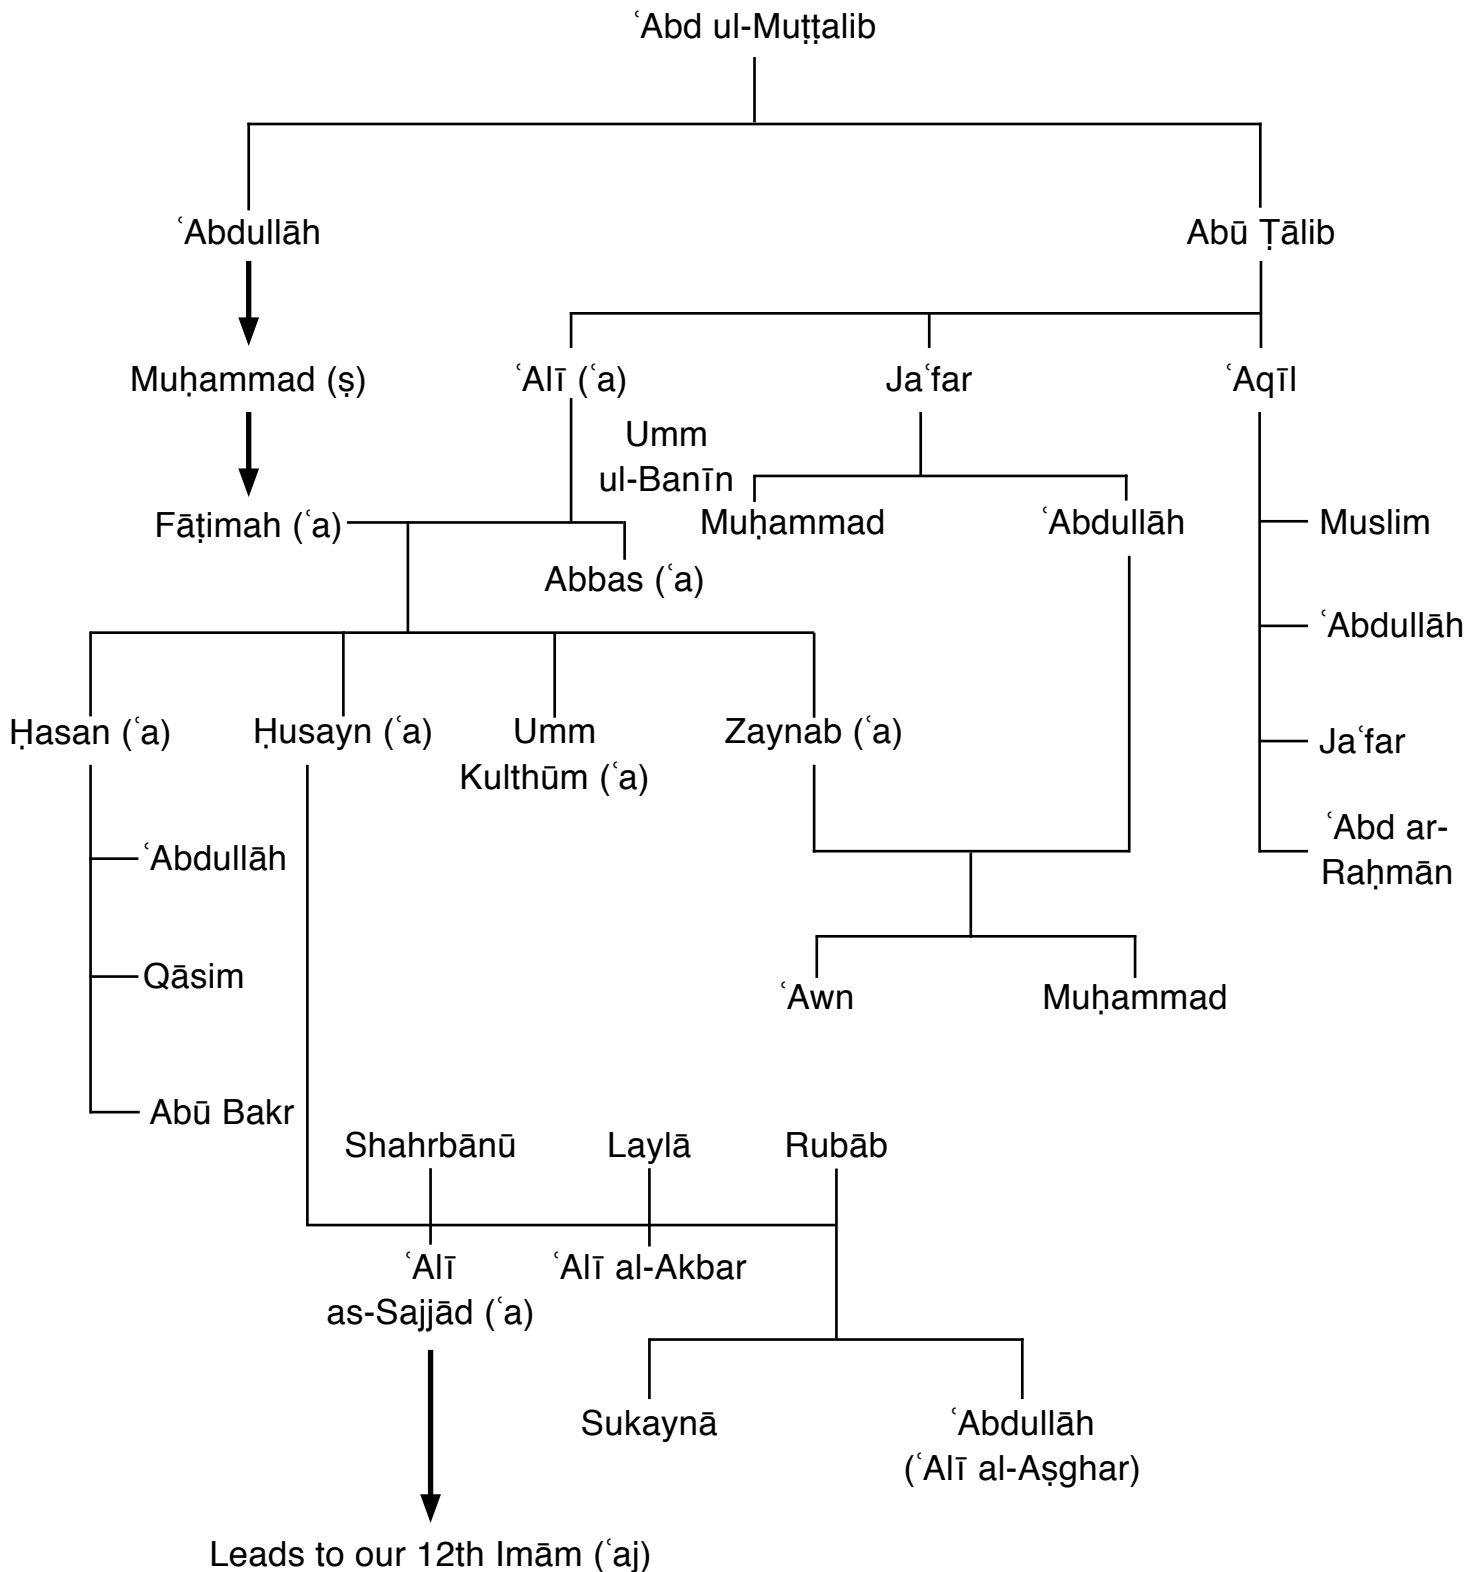 ʿAbd ul-Muṭṭalib
ʿAbdullāh
Abū Ṭālib
Muḥammad (ṣ)
ʿAlī (ʿa)
Jaʿfar
ʿAqīl
Umm
ul-Banīn
Fāṭimah (ʿa)
Muḥammad
ʿAbdullāh
Muslim
Abbas (ʿa)
ʿAbdullāh
Ḥasan (ʿa)
Ḥusayn (ʿa)
Umm
Kulthūm (ʿa)
Zaynab (ʿa)
Jaʿfar
ʿAbd ar-
Raḥmān
ʿAbdullāh
Qāsim
ʿAwn
Muḥammad
Abū Bakr
Shahrbānū
Laylā
Rubāb
ʿAlī
as-Sajjād (ʿa)
ʿAlī al-Akbar
Sukaynā
ʿAbdullāh
(ʿAlī al-Aṣghar)
Leads to our 12th Imām (ʿaj)